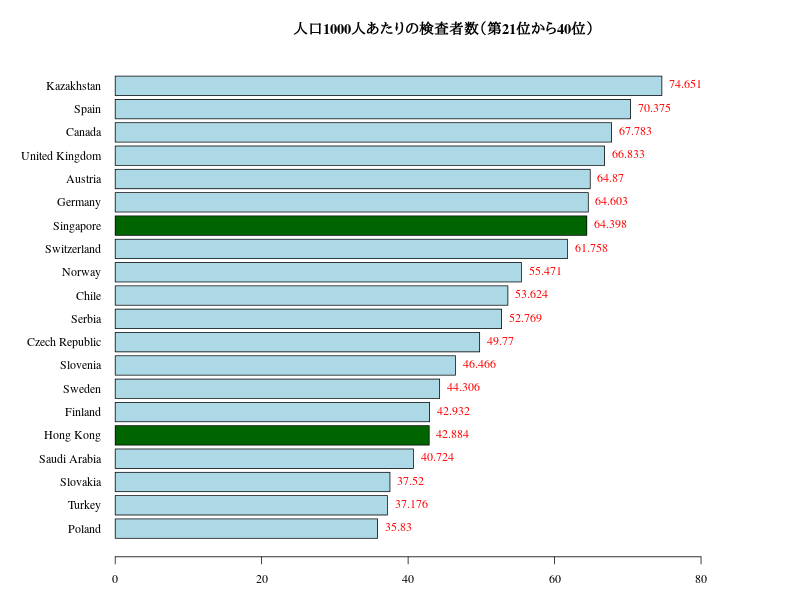 人口1000人あたりの検査者数(第21位から40位)
Kazakhstan 74.651
Spain 70.375
Canada 67.783
United Kingdom 66.833
Austria 64.87
Germany 64.603
Singapore 64.398
Switzerland 61.758
Norway 55.471
Chile 53.624
Serbia 52.769
Czech Republic 49.77
Slovenia 46.466
Sweden 44.306
Finland 42.932
Hong Kong 42.884
Saudi Arabia 40.724
Slovakia 37.52
Turkey 37.176
Poland 35.83
0 20 40 60 80